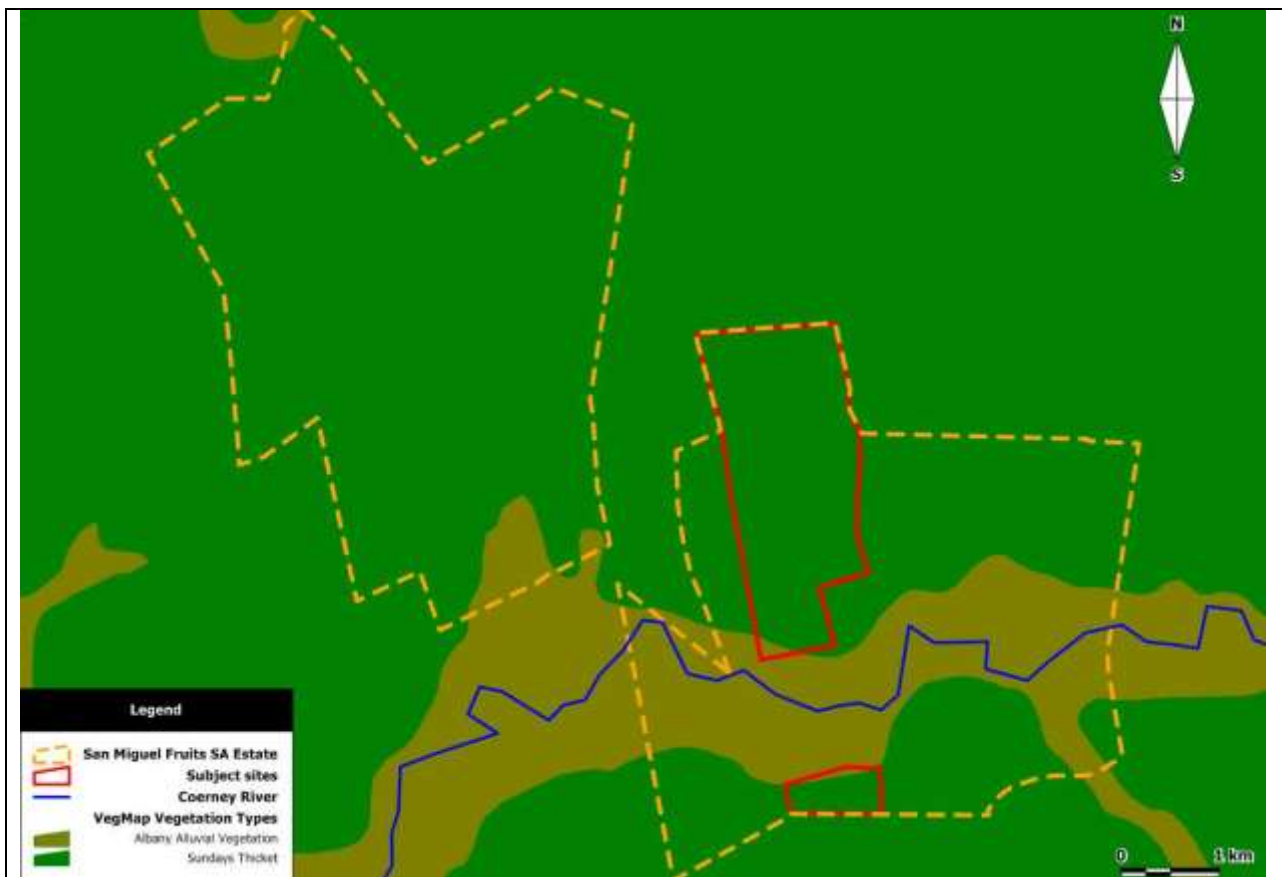 N
S
Legend
San Miguel Fruits SA Estate
Subject sites
Coerney River
VegMap Vegetation Types
Albany Alluvial Vegetation
Sundays Thicket
0 1 km